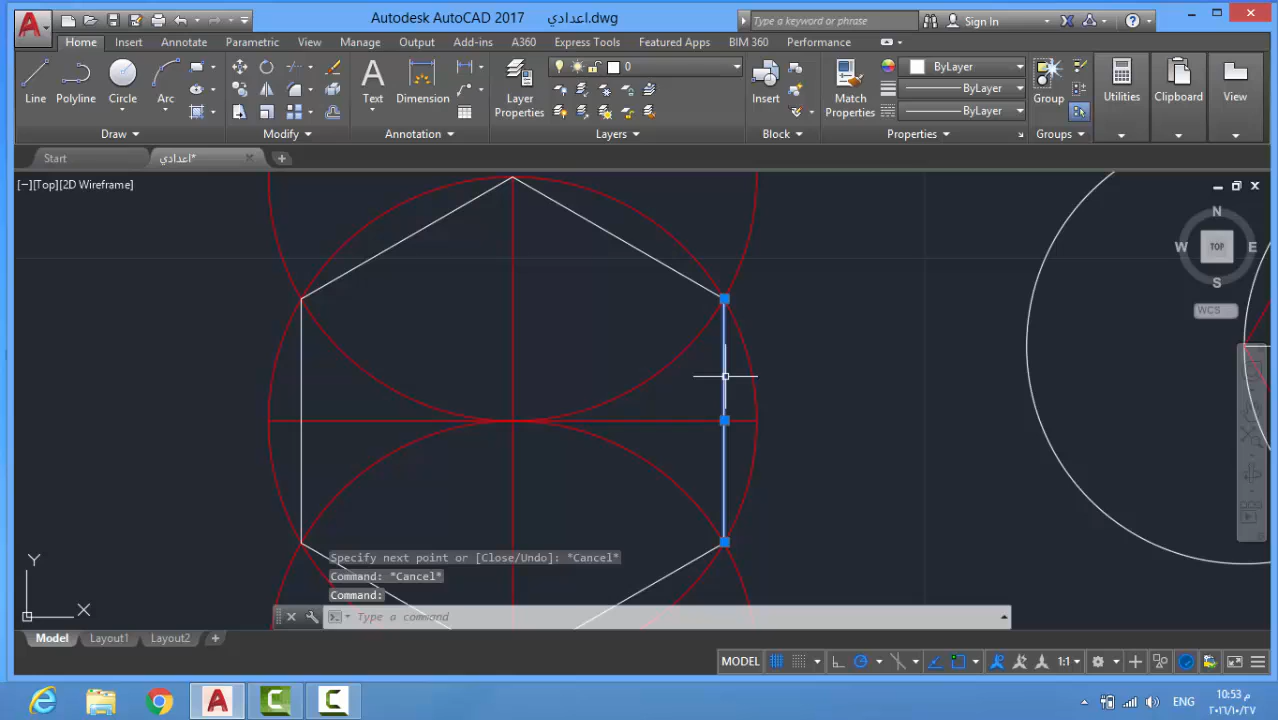 Autodesk AutoCAD 2017 اعدادي.dwg
Type a keyword or phrase
Sign In
Home Insert Annotate Parametric View Manage Output Add-ins A360 Express Tools Featured Apps BIM 360 Performance
Line Polyline Circle Arc
Text Dimension
Layer Properties
0
Insert
Match Properties
ByLayer
ByLayer
ByLayer
Group
Utilities
Clipboard
View
Draw Modify Annotation Layers Block Properties Groups
Start
اعدادي*
[−][Top][2D Wireframe]
N
W TOP E
S
WCS
Specify next point or [Close/Undo]: *Cancel*
Command: *Cancel*
Command:
Type a command
Y
X
Model Layout1 Layout2
MODEL
1:1
ENG
10:53 م
٢٠١٦/١٠/٢٧